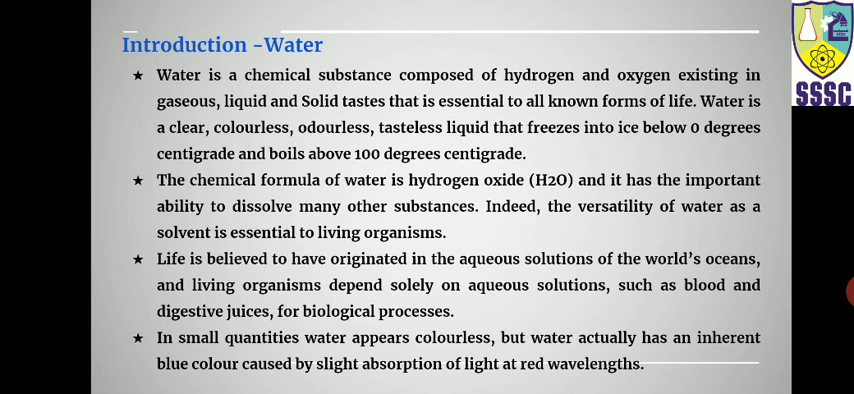 Introduction -Water
★ Water is a chemical substance composed of hydrogen and oxygen existing in
gaseous, liquid and Solid tastes that is essential to all known forms of life. Water is
a clear, colourless, odourless, tasteless liquid that freezes into ice below 0 degrees
centigrade and boils above 100 degrees centigrade.
★ The chemical formula of water is hydrogen oxide (H2O) and it has the important
ability to dissolve many other substances. Indeed, the versatility of water as a
solvent is essential to living organisms.
★ Life is believed to have originated in the aqueous solutions of the world's oceans,
and living organisms depend solely on aqueous solutions, such as blood and
digestive juices, for biological processes.
★ In small quantities water appears colourless, but water actually has an inherent
blue colour caused by slight absorption of light at red wavelengths.
SSSC